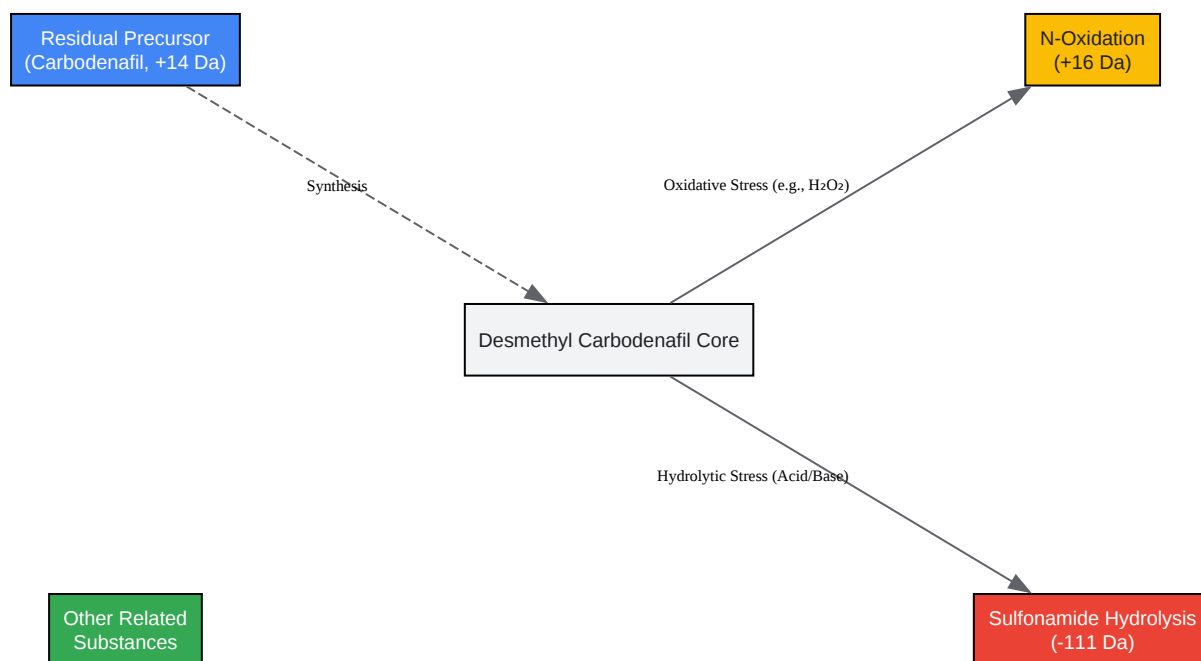 Residual Precursor
(Carbodenafil, +14 Da)
N-Oxidation
(+16 Da)
Synthesis
Oxidative Stress (e.g., H₂O₂)
Desmethyl Carbodenafil Core
Hydrolytic Stress (Acid/Base)
Other Related
Substances
Sulfonamide Hydrolysis
(-111 Da)